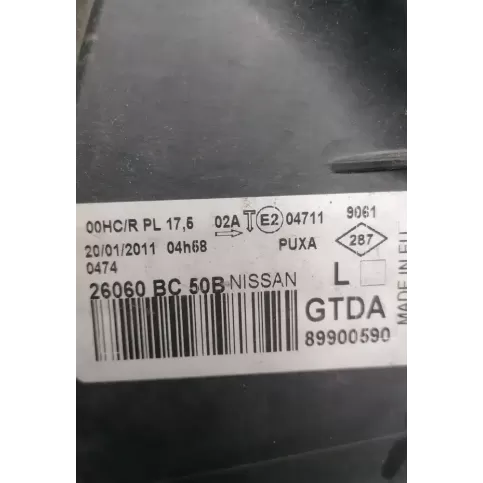 00HC/R PL 17,5 02A E2 04711 9061
20/01/2011 04h58 PUXA 287
0474
26060 BC 50B NISSAN L
GTDA
89900590
MADE IN EU